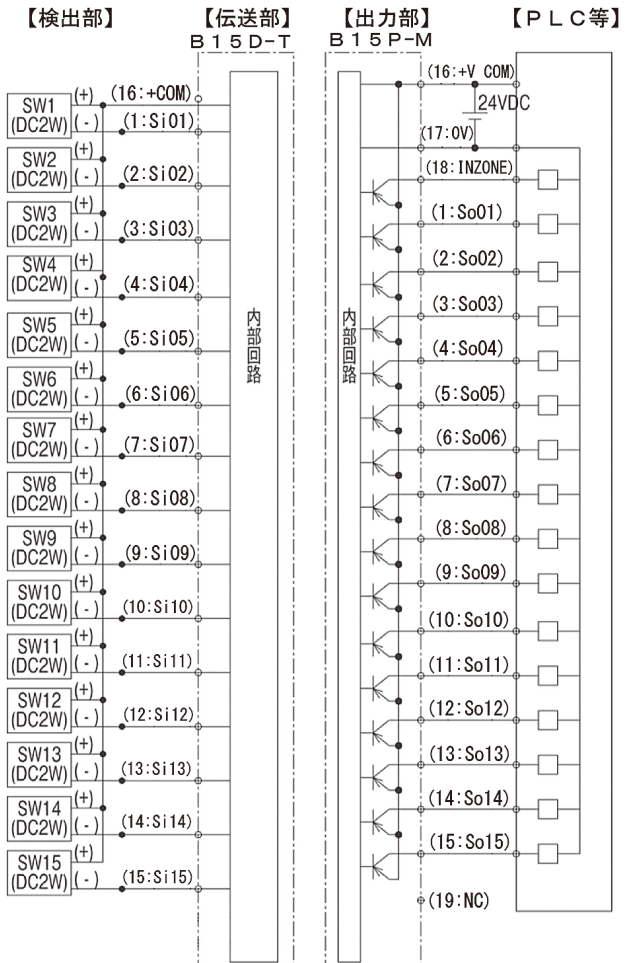 【検出部】
【伝送部】
【出力部】
【PLC等】
B15D-T
B15P-M
(16:+COM)
SW1
(DC2W)
(+)
(-)
(1:Si01)
SW2
(DC2W)
(+)
(-)
(2:Si02)
SW3
(DC2W)
(+)
(-)
(3:Si03)
SW4
(DC2W)
(+)
(-)
(4:Si04)
SW5
(DC2W)
(+)
(-)
(5:Si05)
SW6
(DC2W)
(+)
(-)
(6:Si06)
SW7
(DC2W)
(+)
(-)
(7:Si07)
SW8
(DC2W)
(+)
(-)
(8:Si08)
SW9
(DC2W)
(+)
(-)
(9:Si09)
SW10
(DC2W)
(+)
(-)
(10:Si10)
SW11
(DC2W)
(+)
(-)
(11:Si11)
SW12
(DC2W)
(+)
(-)
(12:Si12)
SW13
(DC2W)
(+)
(-)
(13:Si13)
SW14
(DC2W)
(+)
(-)
(14:Si14)
SW15
(DC2W)
(+)
(-)
(15:Si15)
内部回路
内部回路
(16:+V COM)
24VDC
(17:0V)
(18:INZONE)
(1:So01)
(2:So02)
(3:So03)
(4:So04)
(5:So05)
(6:So06)
(7:So07)
(8:So08)
(9:So09)
(10:So10)
(11:So11)
(12:So12)
(13:So13)
(14:So14)
(15:So15)
(19:NC)